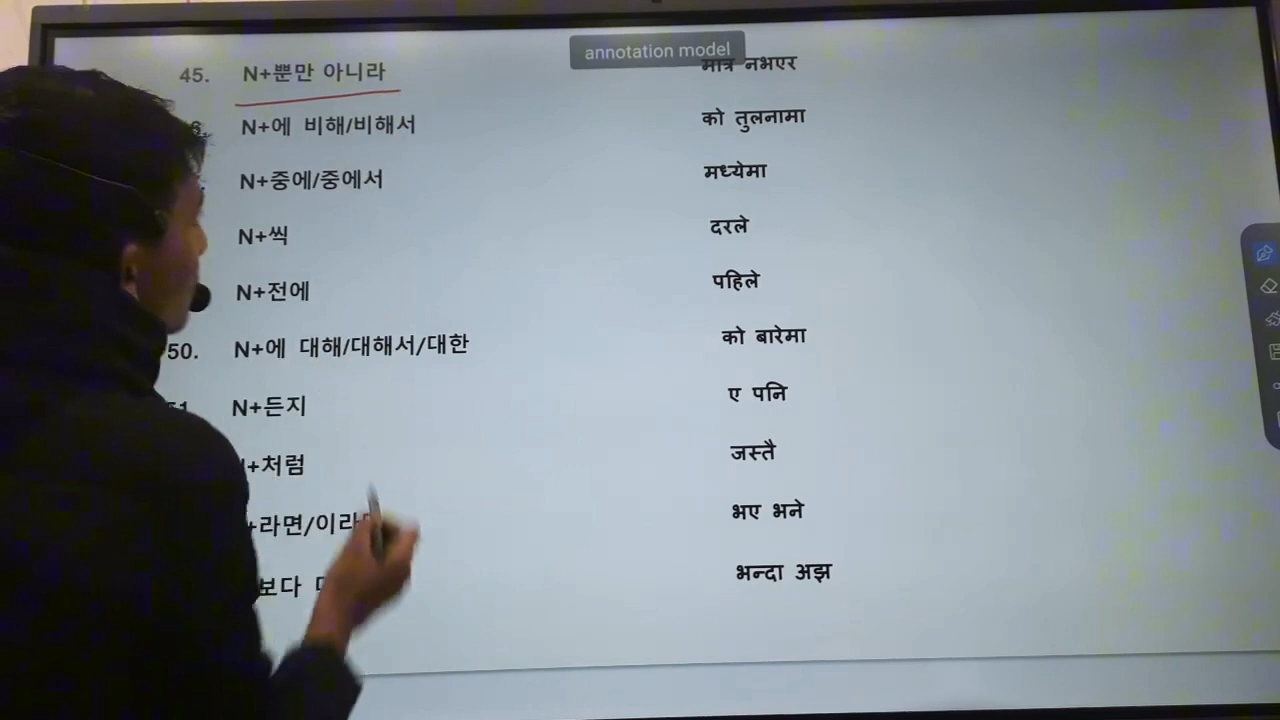 annotation model
45. N+뿐만 아니라 मात्र नभएर
N+에 비해/비해서 को तुलनामा
N+중에/중에서 मध्येमा
N+씩 दरले
N+전에 पहिले
50. N+에 대해/대해서/대한 को बारेमा
51. N+든지 ए पनि
+처럼 जस्तै
+라면/이라면 भए भने
보다 भन्दा अझ